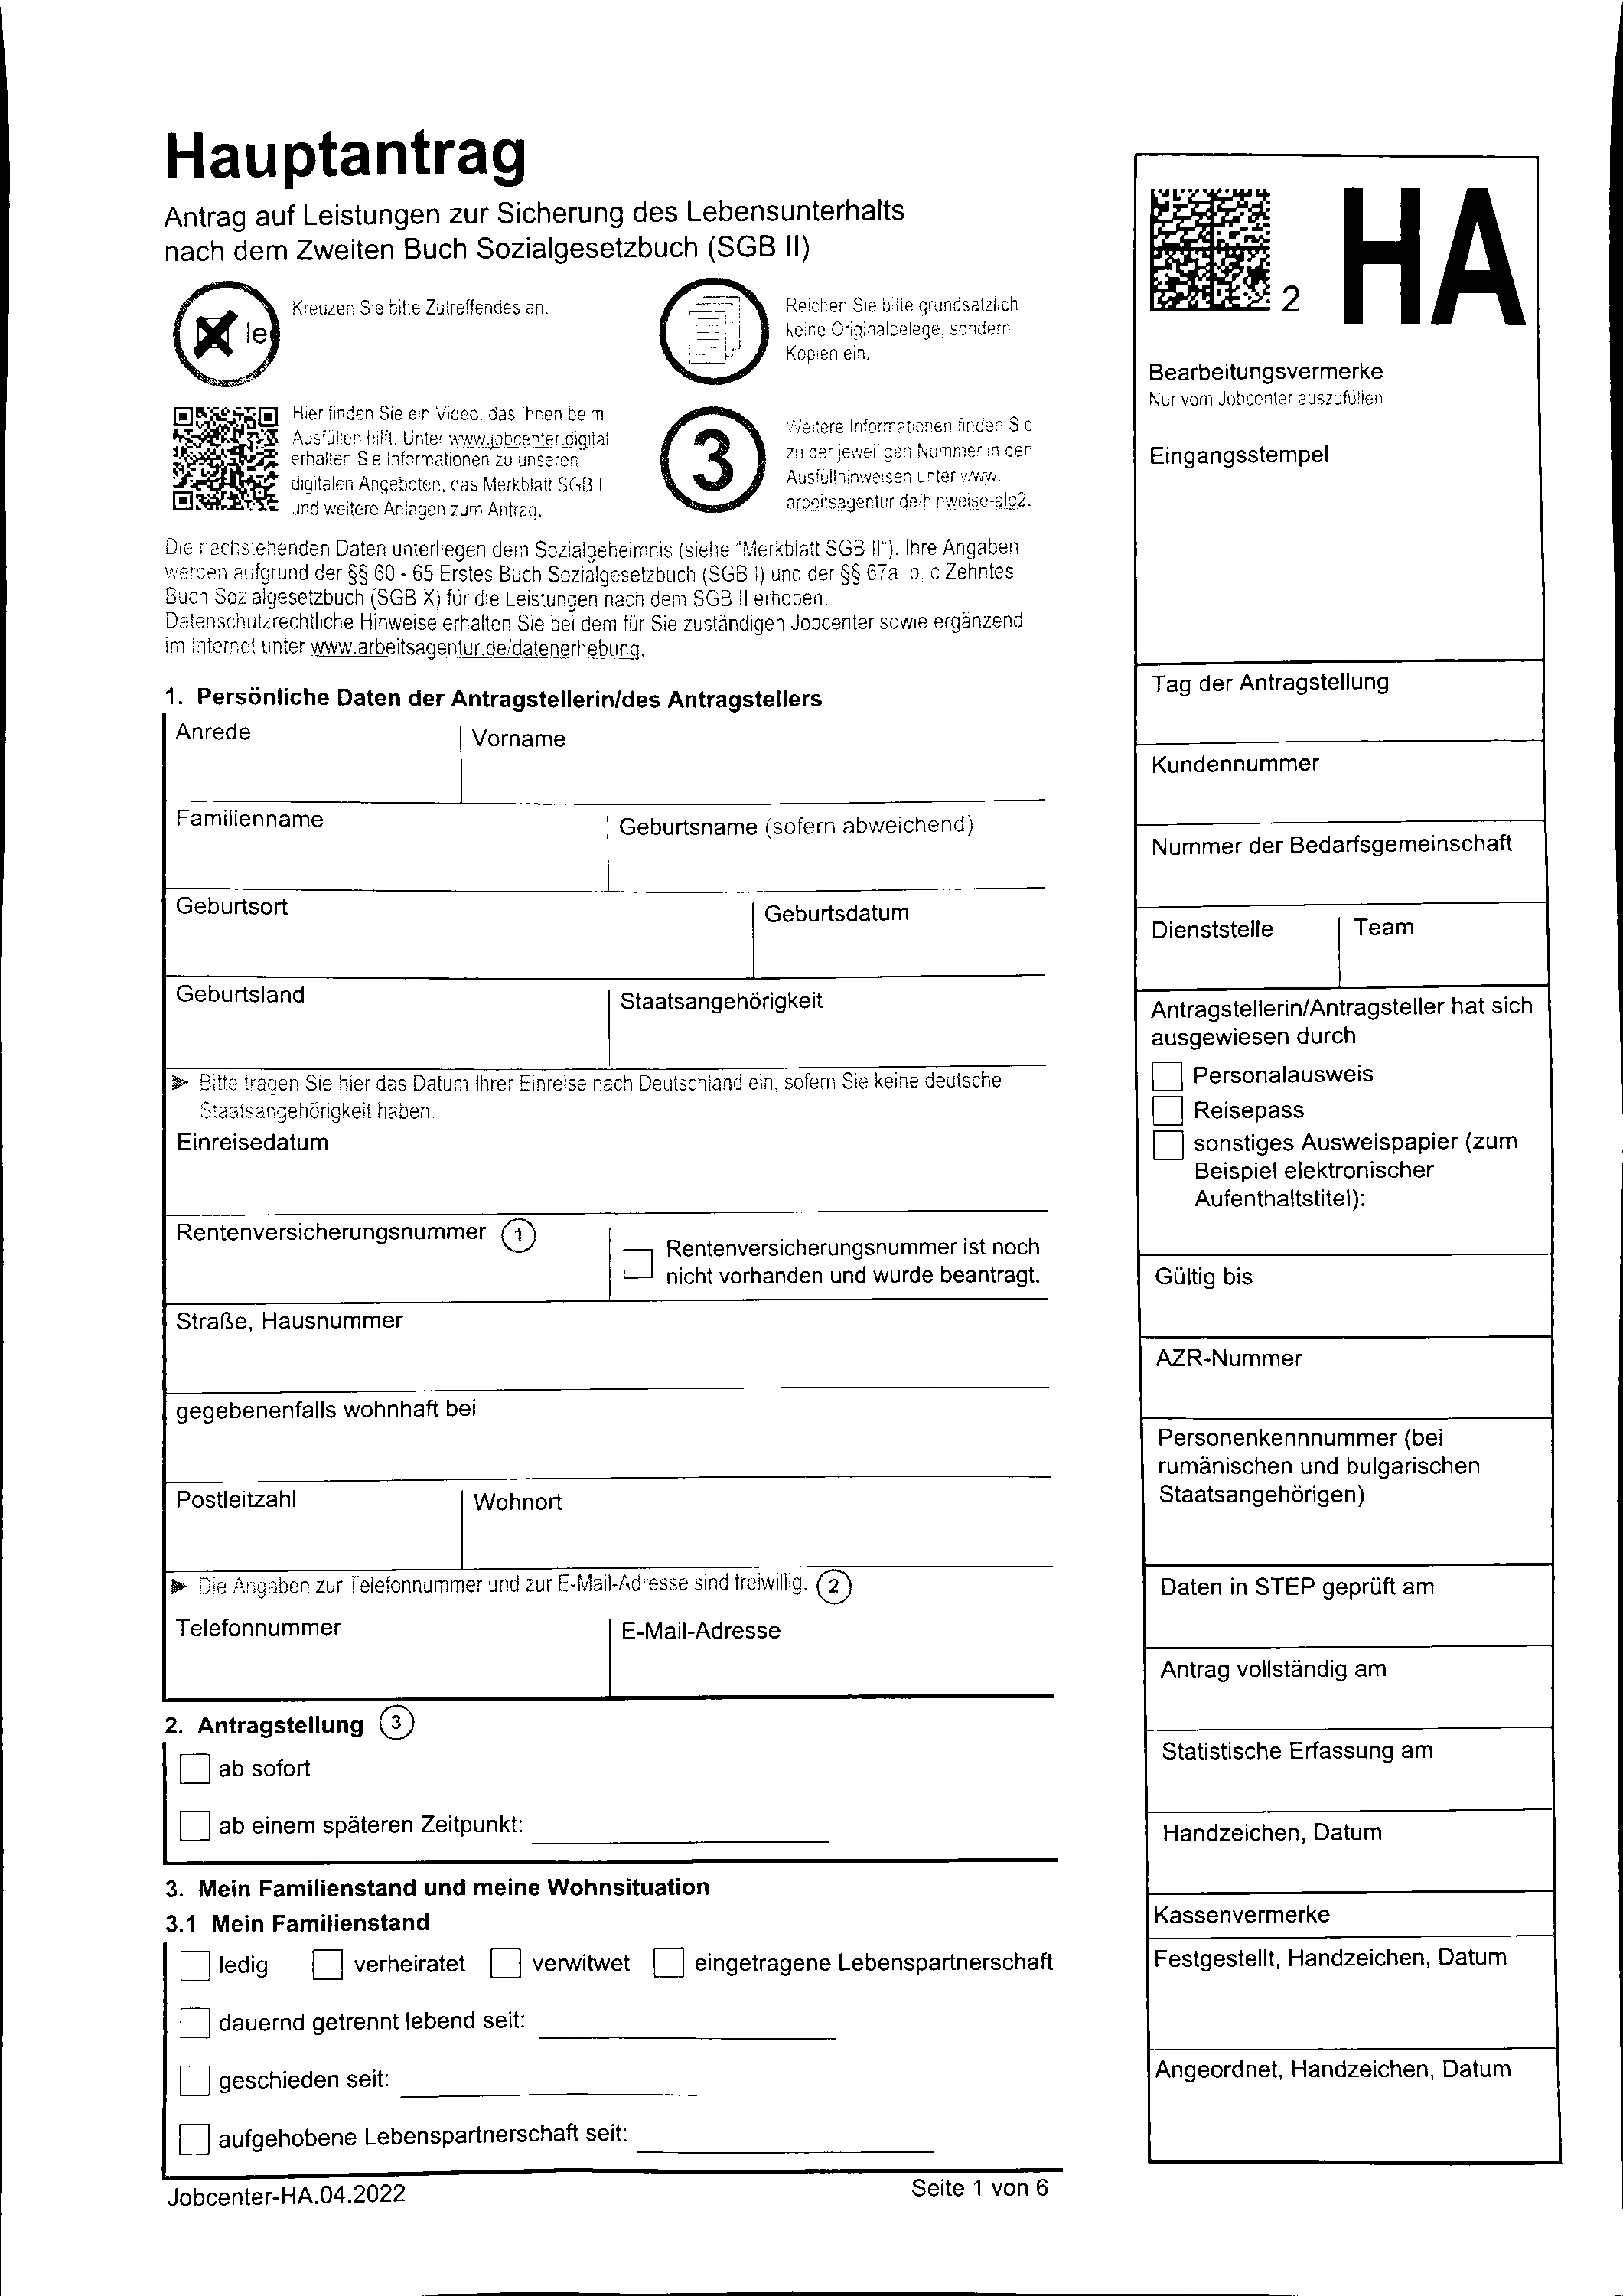 Hauptantrag
Antrag auf Leistungen zur Sicherung des Lebensunterhalts
nach dem Zweiten Buch Sozialgesetzbuch (SGB II)
le
Kreuzen Sie bitte Zutreffendes an.
Reichen Sie bitte grundsätzlich
keine Originalbelege, sondern
Kopien ein.
Hier finden Sie ein Video, das Ihnen beim
Ausfüllen hilft. Unter www.jobcenter.digital
erhalten Sie Informationen zu unseren
digitalen Angeboten, das Merkblatt SGB II
und weitere Anlagen zum Antrag.
3
Weitere Informationen finden Sie
zu der jeweiligen Nummer in den
Ausfüllhinweisen unter www.
arbeitsagentur.de/hinweise-alg2.
Die nachstehenden Daten unterliegen dem Sozialgeheimnis (siehe "Merkblatt SGB II"). Ihre Angaben
werden aufgrund der §§ 60 - 65 Erstes Buch Sozialgesetzbuch (SGB I) und der §§ 67a, b, c Zehntes
Buch Sozialgesetzbuch (SGB X) für die Leistungen nach dem SGB II erhoben.
Datenschutzrechtliche Hinweise erhalten Sie bei dem für Sie zuständigen Jobcenter sowie ergänzend
im Internet unter www.arbeitsagentur.de/datenerhebung.
1. Persönliche Daten der Antragstellerin/des Antragstellers
Anrede
Vorname
Familienname
Geburtsname (sofern abweichend)
Geburtsort
Geburtsdatum
Geburtsland
Staatsangehörigkeit
Bitte tragen Sie hier das Datum Ihrer Einreise nach Deutschland ein, sofern Sie keine deutsche
Staatsangehörigkeit haben.
Einreisedatum
Rentenversicherungsnummer 1
Rentenversicherungsnummer ist noch
nicht vorhanden und wurde beantragt.
Straße, Hausnummer
gegebenenfalls wohnhaft bei
Postleitzahl
Wohnort
Die Angaben zur Telefonnummer und zur E-Mail-Adresse sind freiwillig. 2
Telefonnummer
E-Mail-Adresse
2. Antragstellung 3
ab sofort
ab einem späteren Zeitpunkt:
3. Mein Familienstand und meine Wohnsituation
3.1 Mein Familienstand
ledig verheiratet verwitwet eingetragene Lebenspartnerschaft
dauernd getrennt lebend seit:
geschieden seit:
aufgehobene Lebenspartnerschaft seit:
Jobcenter-HA.04.2022
Seite 1 von 6
2 HA
Bearbeitungsvermerke
Nur vom Jobcenter auszufüllen
Eingangsstempel
Tag der Antragstellung
Kundennummer
Nummer der Bedarfsgemeinschaft
Dienststelle
Team
Antragstellerin/Antragsteller hat sich
ausgewiesen durch
Personalausweis
Reisepass
sonstiges Ausweispapier (zum
Beispiel elektronischer
Aufenthaltstitel):
Gültig bis
AZR-Nummer
Personenkennnummer (bei
rumänischen und bulgarischen
Staatsangehörigen)
Daten in STEP geprüft am
Antrag vollständig am
Statistische Erfassung am
Handzeichen, Datum
Kassenvermerke
Festgestellt, Handzeichen, Datum
Angeordnet, Handzeichen, Datum